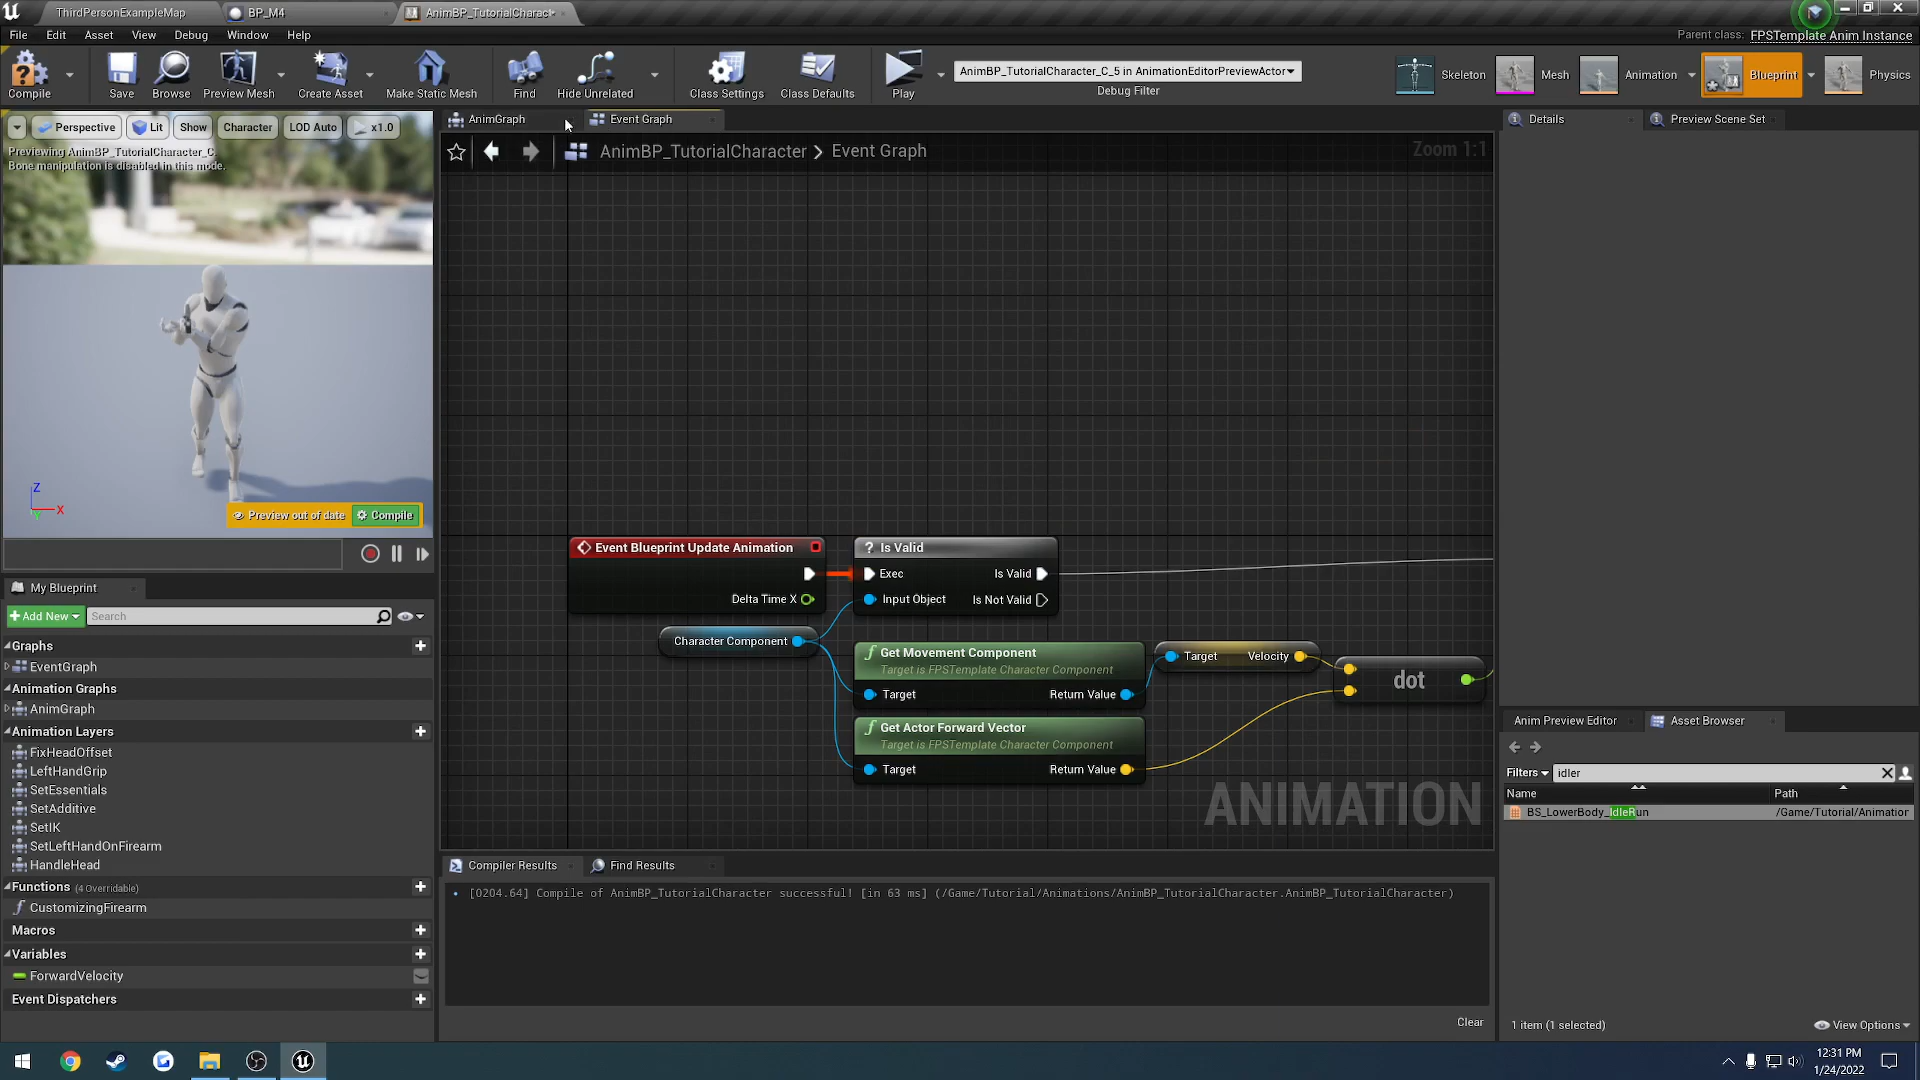 ThirdPersonExampleMap
BP_M4
AnimBP_TutorialCharact•
File Edit Asset View Debug Window Help
Parent class: FPSTemplate Anim Instance
Compile
Save
Browse
Preview Mesh
Create Asset
Make Static Mesh
Find
Hide Unrelated
Class Settings
Class Defaults
Play
AnimBP_TutorialCharacter_C_5 in AnimationEditorPreviewActor
Debug Filter
Skeleton
Mesh
Animation
Blueprint
Physics
Perspective
Lit
Show
Character
LOD Auto
x1.0
Previewing AnimBP_TutorialCharacter_C.
Bone manipulation is disabled in this mode.
Z
X
Y
Preview out of date
Compile
AnimGraph
Event Graph
AnimBP_TutorialCharacter > Event Graph
Zoom 1:1
Event Blueprint Update Animation
Delta Time X
Character Component
? Is Valid
Exec
Is Valid
Input Object
Is Not Valid
f Get Movement Component
Target is FPSTemplate Character Component
Target
Return Value
f Get Actor Forward Vector
Target is FPSTemplate Character Component
Target
Return Value
Target
Velocity
dot
ANIMATION
My Blueprint
+Add New
Search
Graphs
EventGraph
Animation Graphs
AnimGraph
Animation Layers
FixHeadOffset
LeftHandGrip
SetEssentials
SetAdditive
SetIK
SetLeftHandOnFirearm
HandleHead
Functions (4 Overridable)
CustomizingFirearm
Macros
Variables
ForwardVelocity
Event Dispatchers
Compiler Results
Find Results
• [0204.64] Compile of AnimBP_TutorialCharacter successful! [in 63 ms] (/Game/Tutorial/Animations/AnimBP_TutorialCharacter.AnimBP_TutorialCharacter)
Clear
Details
Preview Scene Set
Anim Preview Editor
Asset Browser
Filters
idler
Name
Path
BS_LowerBody_IdleRun
/Game/Tutorial/Animation
1 item (1 selected)
View Options
12:31 PM
1/24/2022